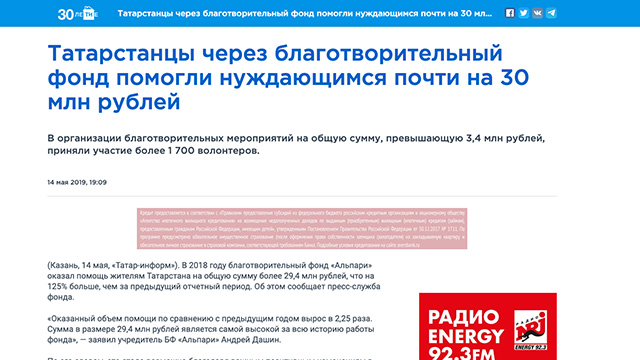 30 ЛЕТНЕ Татарстанцы через благотворительный фонд помогли нуждающимся почти на 30 млн...
Татарстанцы через благотворительный
фонд помогли нуждающимся почти на 30
млн рублей
В организации благотворительных мероприятий на общую сумму, превышающую 3,4 млн рублей,
приняли участие более 1 700 волонтеров.
14 мая 2019, 19:09
(Казань, 14 мая, «Татар-информ»). В 2018 году благотворительный фонд «Альпари»
оказал помощь жителям Татарстана на общую сумму более 29,4 млн рублей, что на
125% больше, чем за предыдущий отчетный период. Об этом сообщает пресс-служба
фонда.
«Оказанный объем помощи по сравнению с предыдущим годом вырос в 2,25 раза.
Сумма в размере 29,4 млн рублей является самой высокой за всю историю работы
фонда», — заявил учредитель БФ «Альпари» Андрей Дашин.
РАДИО
ENERGY
92.3FM
NRJ
ENERGY 92.3